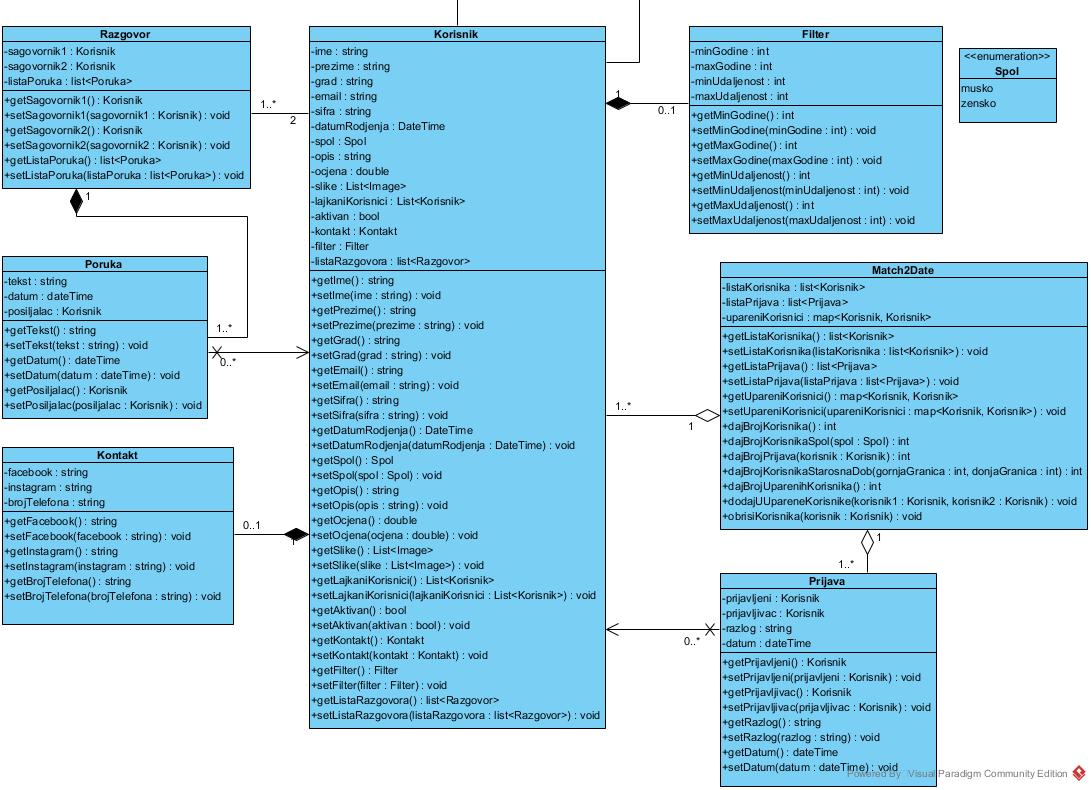 Razgovor
-sagovornik1 : Korisnik
-sagovornik2 : Korisnik
-listaPoruka : list<Poruka>
+getSagovornik1() : Korisnik
+setSagovornik1(sagovornik1 : Korisnik) : void
+getSagovornik2() : Korisnik
+setSagovornik2(sagovornik2 : Korisnik) : void
+getListaPoruka() : list<Poruka>
+setListaPoruka(listaPoruka : list<Poruka>) : void
1..*
2
1
Poruka
-tekst : string
-datum : dateTime
-posiljalac : Korisnik
+getTekst() : string
+setTekst(tekst : string) : void
+getDatum() : dateTime
+setDatum(datum : dateTime) : void
+getPosiljalac() : Korisnik
+setPosiljalac(posiljalac : Korisnik) : void
1..*
0..*
Kontakt
-facebook : string
-instagram : string
-brojTelefona : string
+getFacebook() : string
+setFacebook(facebook : string) : void
+getInstagram() : string
+setInstagram(instagram : string) : void
+getBrojTelefona() : string
+setBrojTelefona(brojTelefona : string) : void
0..1
1
Korisnik
-ime : string
-prezime : string
-grad : string
-email : string
-sifra : string
-datumRodjenja : DateTime
-spol : Spol
-opis : string
-ocjena : double
-slike : List<Image>
-lajkaniKorisnici : List<Korisnik>
-aktivan : bool
-kontakt : Kontakt
-filter : Filter
-listaRazgovora : list<Razgovor>
+getIme() : string
+setIme(ime : string) : void
+getPrezime() : string
+setPrezime(prezime : string) : void
+getGrad() : string
+setGrad(grad : string) : void
+getEmail() : string
+setEmail(email : string) : void
+getSifra() : string
+setSifra(sifra : string) : void
+getDatumRodjenja() : DateTime
+setDatumRodjenja(datumRodjenja : DateTime) : void
+getSpol() : Spol
+setSpol(spol : Spol) : void
+getOpis() : string
+setOpis(opis : string) : void
+getOcjena() : double
+setOcjena(ocjena : double) : void
+getSlike() : List<Image>
+setSlike(slike : List<Image>) : void
+getLajkaniKorisnici() : List<Korisnik>
+setLajkaniKorisnici(lajkaniKorisnici : List<Korisnik>) : void
+getAktivan() : bool
+setAktivan(aktivan : bool) : void
+getKontakt() : Kontakt
+setKontakt(kontakt : Kontakt) : void
+getFilter() : Filter
+setFilter(filter : Filter) : void
+getListaRazgovora() : list<Razgovor>
+setListaRazgovora(listaRazgovora : list<Razgovor>) : void
1
0..1
Filter
-minGodine : int
-maxGodine : int
-minUdaljenost : int
-maxUdaljenost : int
+getMinGodine() : int
+setMinGodine(minGodine : int) : void
+getMaxGodine() : int
+setMaxGodine(maxGodine : int) : void
+getMinUdaljenost() : int
+setMinUdaljenost(minUdaljenost : int) : void
+getMaxUdaljenost() : int
+setMaxUdaljenost(maxUdaljenost : int) : void
<<enumeration>>
Spol
musko
zensko
1..*
1
Match2Date
-listaKorisnika : list<Korisnik>
-listaPrijava : list<Prijava>
-upareniKorisnici : map<Korisnik, Korisnik>
+getListaKorisnika() : list<Korisnik>
+setListaKorisnika(listaKorisnika : list<Korisnik>) : void
+getListaPrijava() : list<Prijava>
+setListaPrijava(listaPrijava : list<Prijava>) : void
+getUpareniKorisnici() : map<Korisnik, Korisnik>
+setUpareniKorisnici(upareniKorisnici : map<Korisnik, Korisnik>) : void
+dajBrojKorisnika() : int
+dajBrojKorisnikaSpol(spol : Spol) : int
+dajBrojPrijava(korisnik : Korisnik) : int
+dajBrojKorisnikaStarosnaDob(gornjaGranica : int, donjaGranica : int) : int
+dajBrojUparenihKorisnika() : int
+dodajUUpareneKorisnike(korisnik1 : Korisnik, korisnik2 : Korisnik) : void
+obrisiKorisnika(korisnik : Korisnik) : void
1
1..*
0..*
Prijava
-prijavljeni : Korisnik
-prijavljivac : Korisnik
-razlog : string
-datum : dateTime
+getPrijavljeni() : Korisnik
+setPrijavljeni(prijavljeni : Korisnik) : void
+getPrijavljivac() : Korisnik
+setPrijavljivac(prijavljivac : Korisnik) : void
+getRazlog() : string
+setRazlog(razlog : string) : void
+getDatum() : dateTime
+setDatum(datum : dateTime) : void
Powered By Visual Paradigm Community Edition